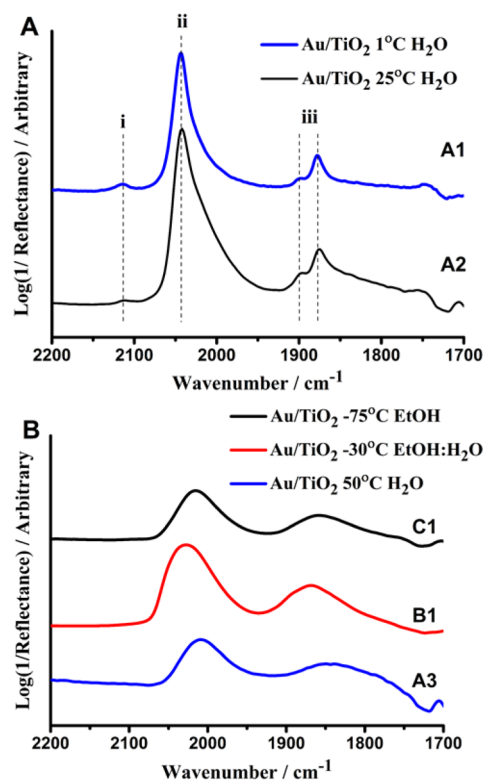 A
ii
Au/TiO₂ 1°C H₂O
Au/TiO₂ 25°C H₂O
i
iii
A1
A2
Log(1/ Reflectance) / Arbitrary
2200 2100 2000 1900 1800 1700
Wavenumber / cm⁻¹
B
Au/TiO₂ -75°C EtOH
Au/TiO₂ -30°C EtOH:H₂O
Au/TiO₂ 50°C H₂O
C1
B1
A3
Log(1/Reflectance) / Arbitrary
2200 2100 2000 1900 1800 1700
Wavenumber / cm⁻¹